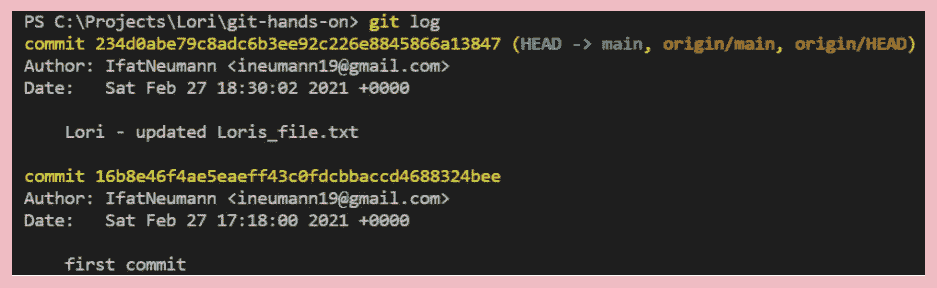 PS C:\Projects\Lori\git-hands-on> git log
commit 234d0abe79c8adc6b3ee92c226e8845866a13847 (HEAD -> main, origin/main, origin/HEAD)
Author: IfatNeumann <ineumann19@gmail.com>
Date:   Sat Feb 27 18:30:02 2021 +0000
Lori - updated Loris_file.txt
commit 16b8e46f4ae5eaeff43c0fdcbbaccd4688324bee
Author: IfatNeumann <ineumann19@gmail.com>
Date:   Sat Feb 27 17:18:00 2021 +0000
first commit